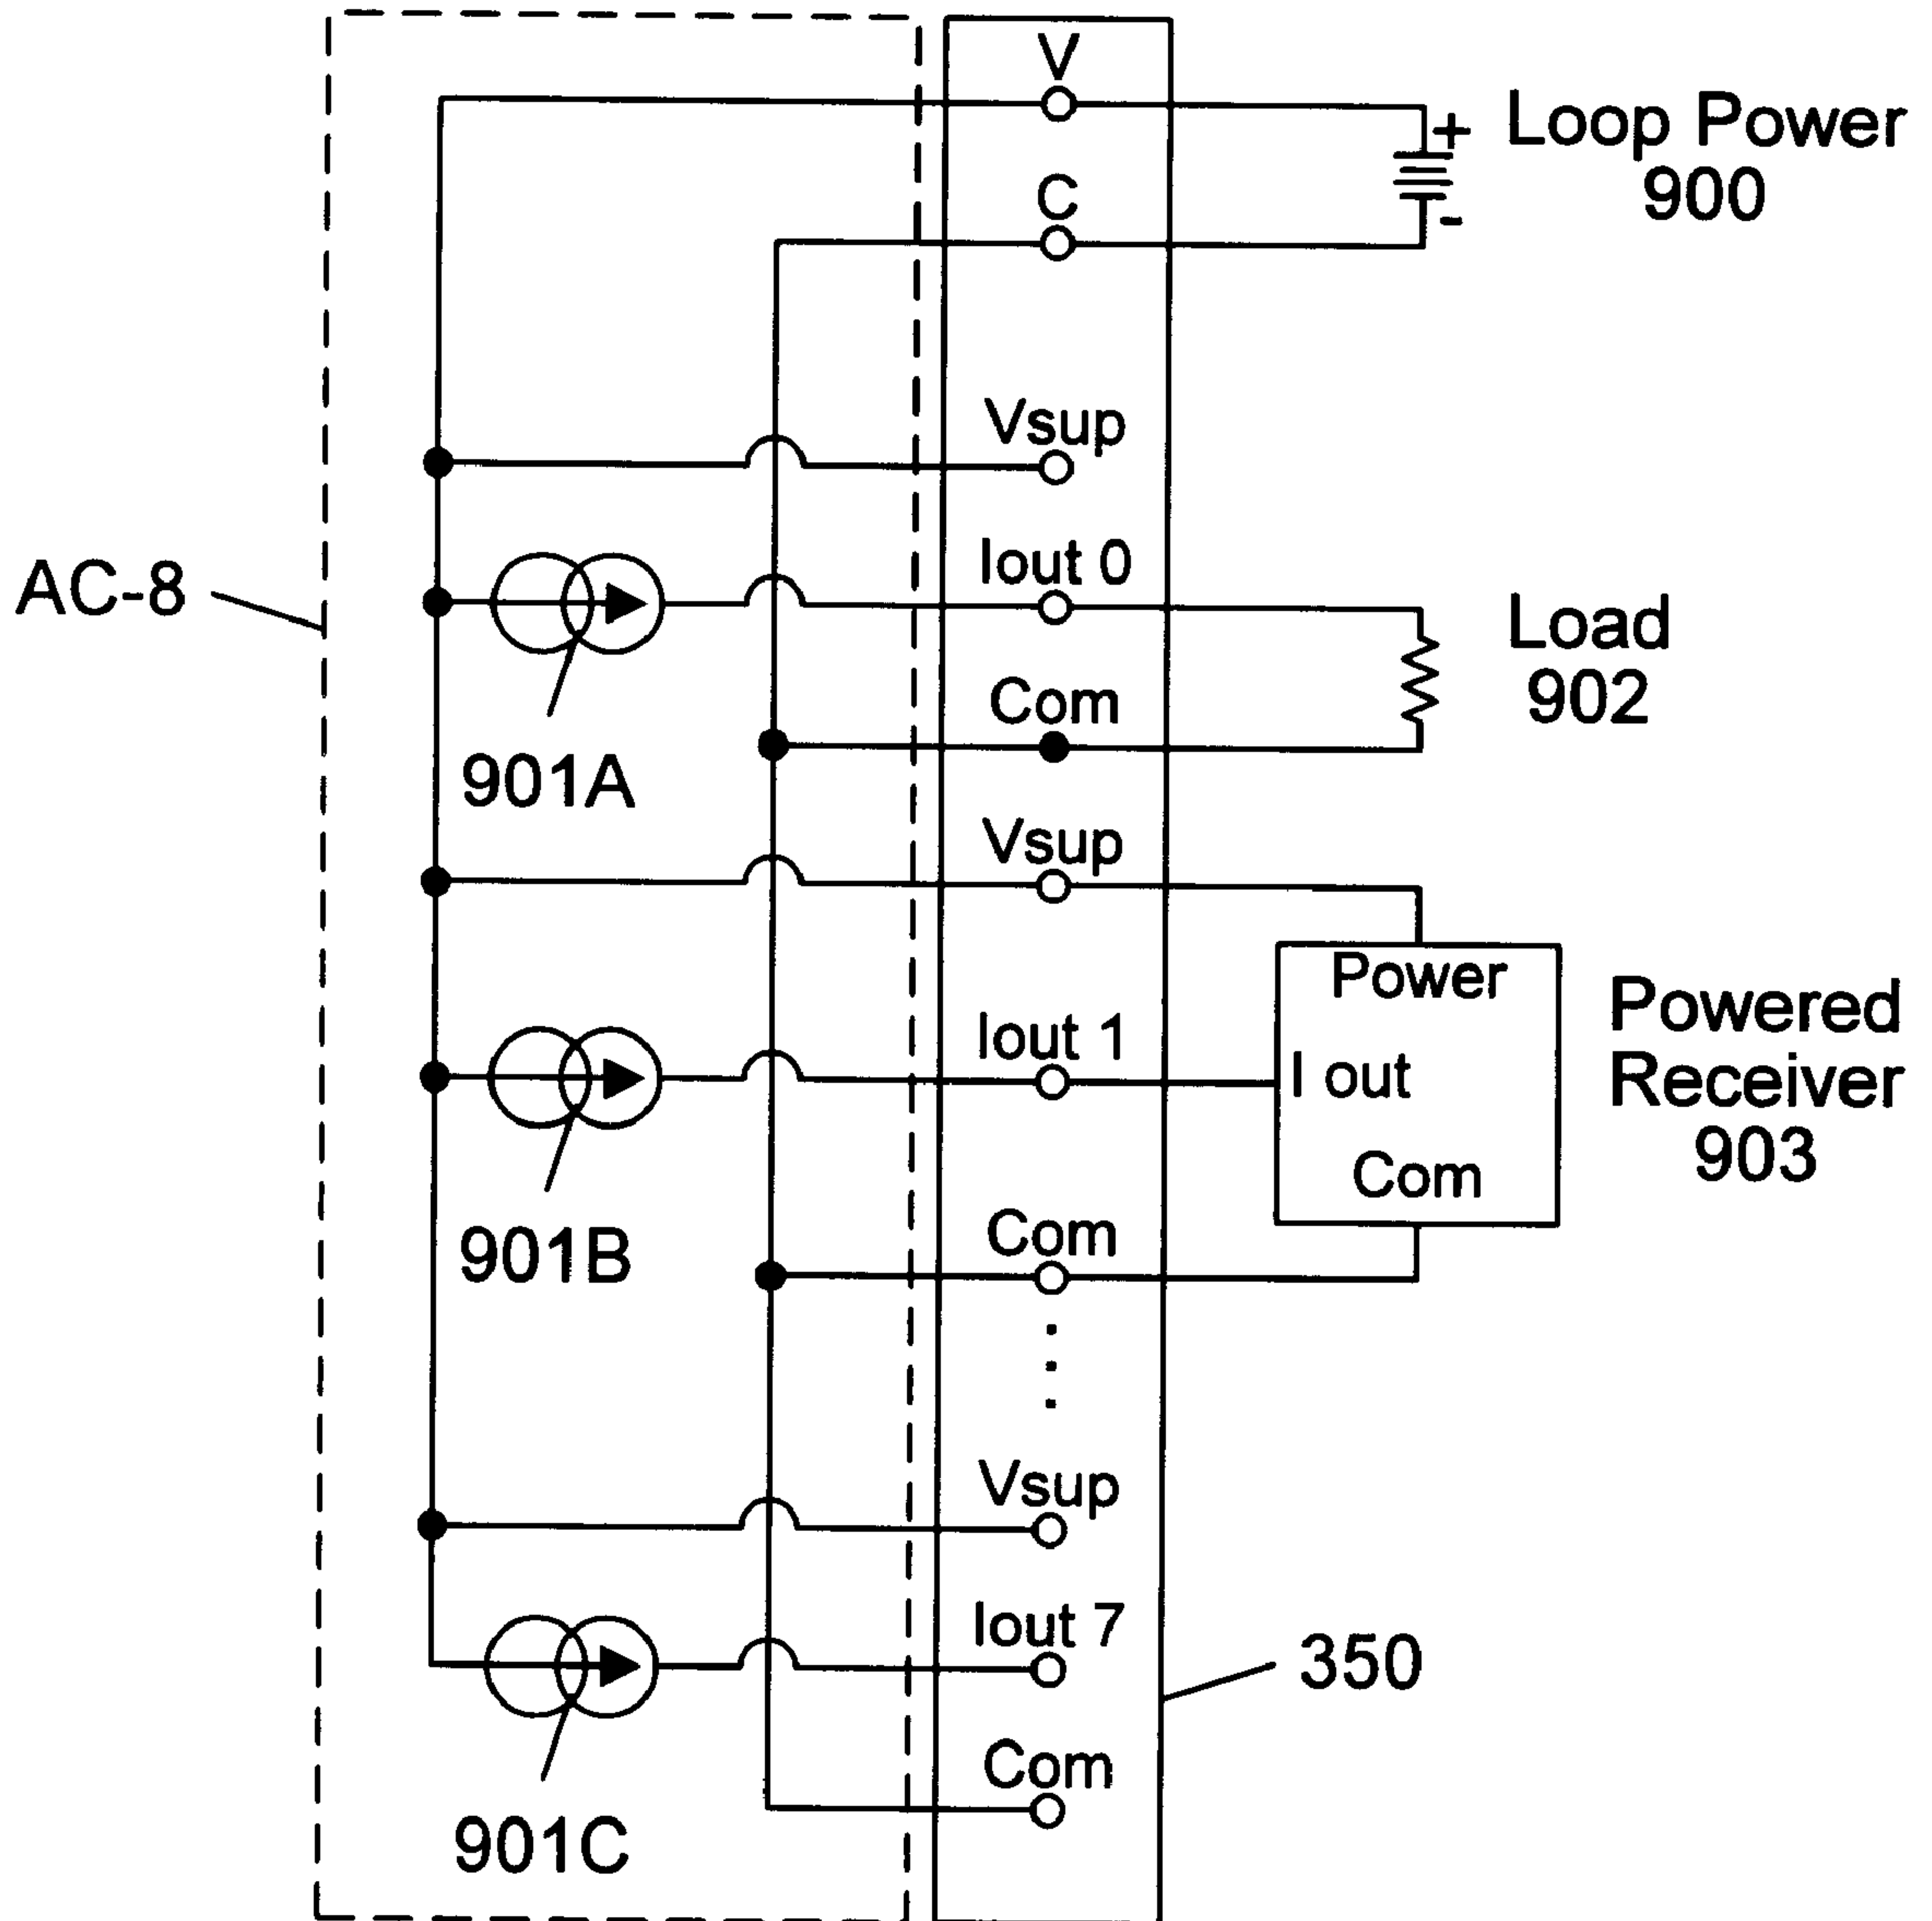 V
+
Loop Power
900
C
-
Vsup
Iout 0
AC-8
Load
902
Com
901A
Vsup
Power
Powered
Iout 1
I out
Receiver
903
Com
Com
901B
Vsup
Iout 7
350
Com
901C